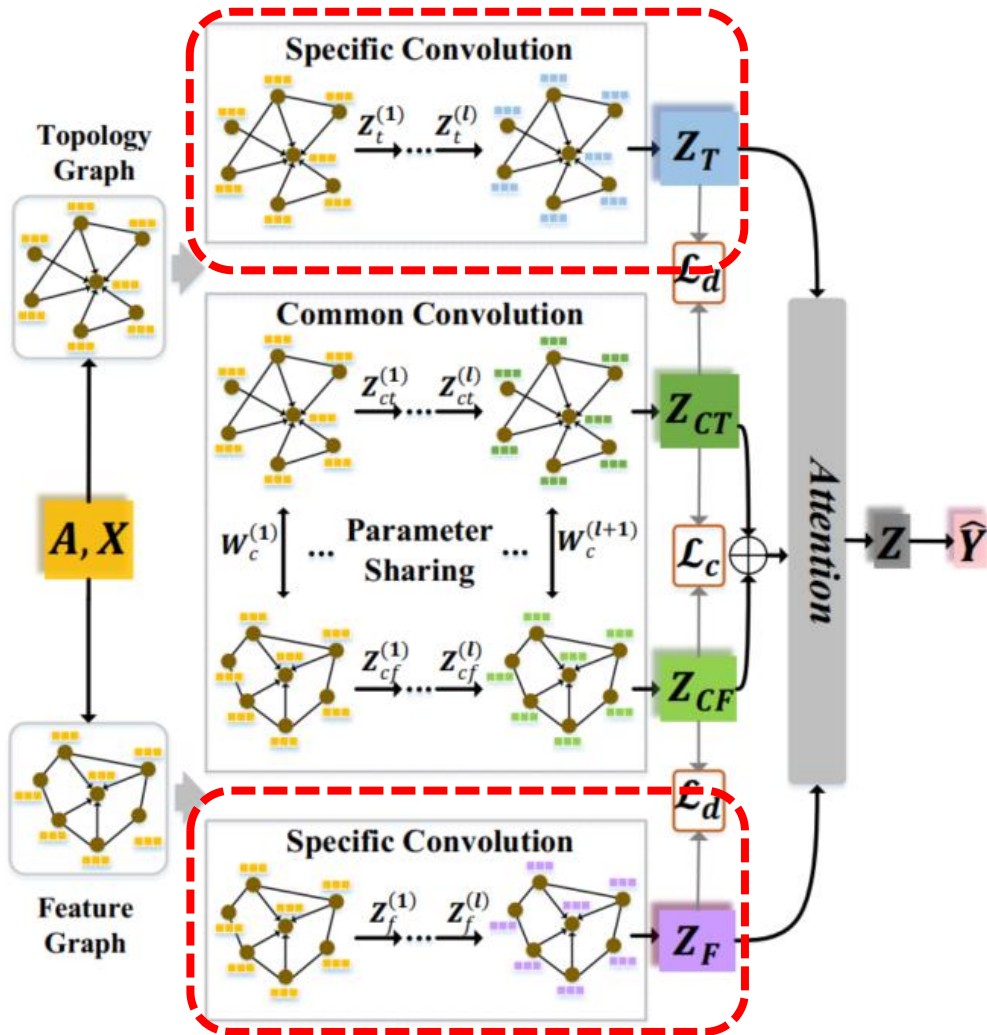 Specific Convolution
Z_t^(1) ... Z_t^(l)
Z_T
Topology
Graph
ℒ_d
Common Convolution
Z_ct^(1) ... Z_ct^(l)
Z_CT
A, X
W_c^(1) ... Parameter ... W_c^(l+1)
Sharing
ℒ_c
Attention
Z
Ŷ
Z_cf^(1) ... Z_cf^(l)
Z_CF
ℒ_d
Specific Convolution
Z_f^(1) ... Z_f^(l)
Z_F
Feature
Graph